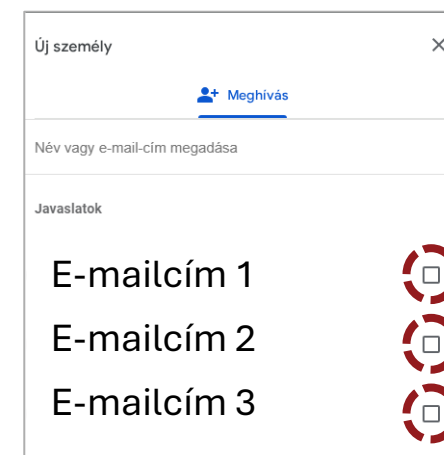 Új személy
Meghívás
Név vagy e-mail-cím megadása
Javaslatok
E-mailcím 1
E-mailcím 2
E-mailcím 3